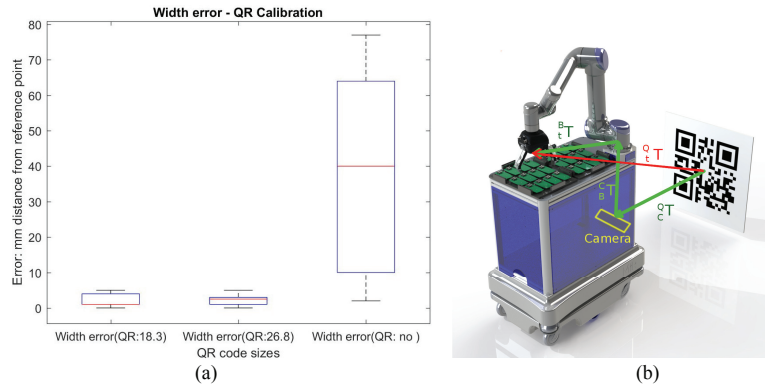 Width error - QR Calibration
Error: mm distance from reference point
80
70
60
50
40
30
20
10
0
Width error(QR:18.3)
Width error(QR:26.8)
Width error(QR: no )
QR code sizes
(a)
B
t T
Q
t T
C
B T
Q
C T
Camera
(b)